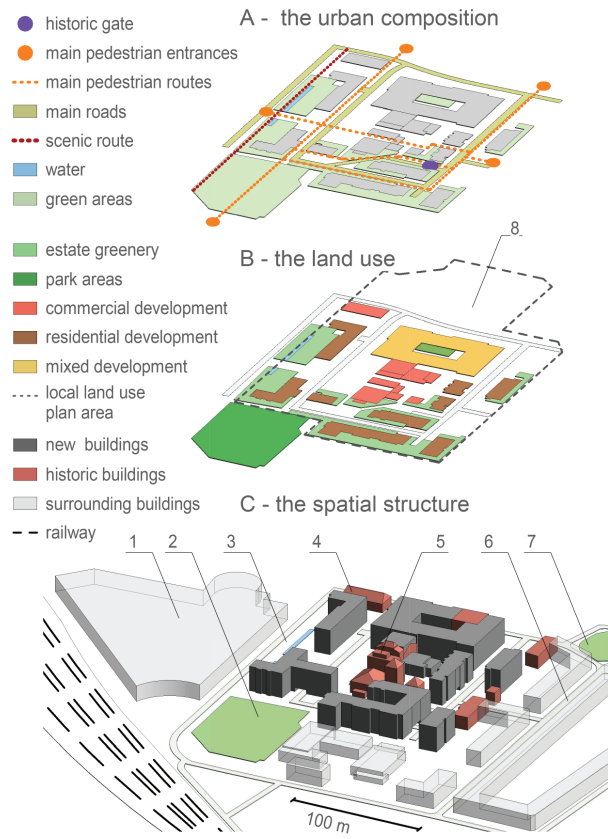 A - the urban composition
historic gate
main pedestrian entrances
main pedestrian routes
main roads
scenic route
water
green areas
B - the land use
8
estate greenery
park areas
commercial development
residential development
mixed development
local land use
plan area
new buildings
historic buildings
surrounding buildings
railway
C - the spatial structure
1 2 3 4 5 6 7
100 m